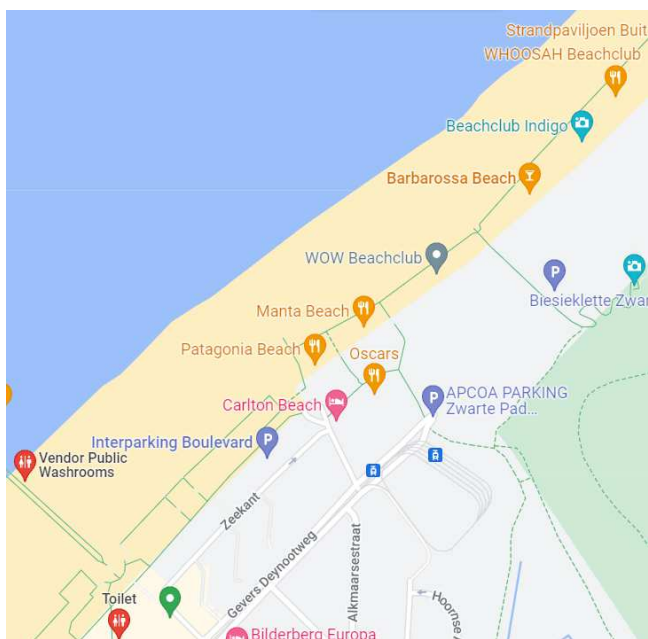 Strandpaviljoen Buit
WHOOSAH Beachclub
Beachclub Indigo
Barbarossa Beach
WOW Beachclub
P
Biesieklette Zwar
Manta Beach
Patagonia Beach
Oscars
Carlton Beach
P
APCOA PARKING
Zwarte Pad...
Interparking Boulevard
P
Vendor Public
Washrooms
Zeekant
Gevers Deynootweg
Alkmaarsestraat
Hoornse
Toilet
Bilderberg Europa